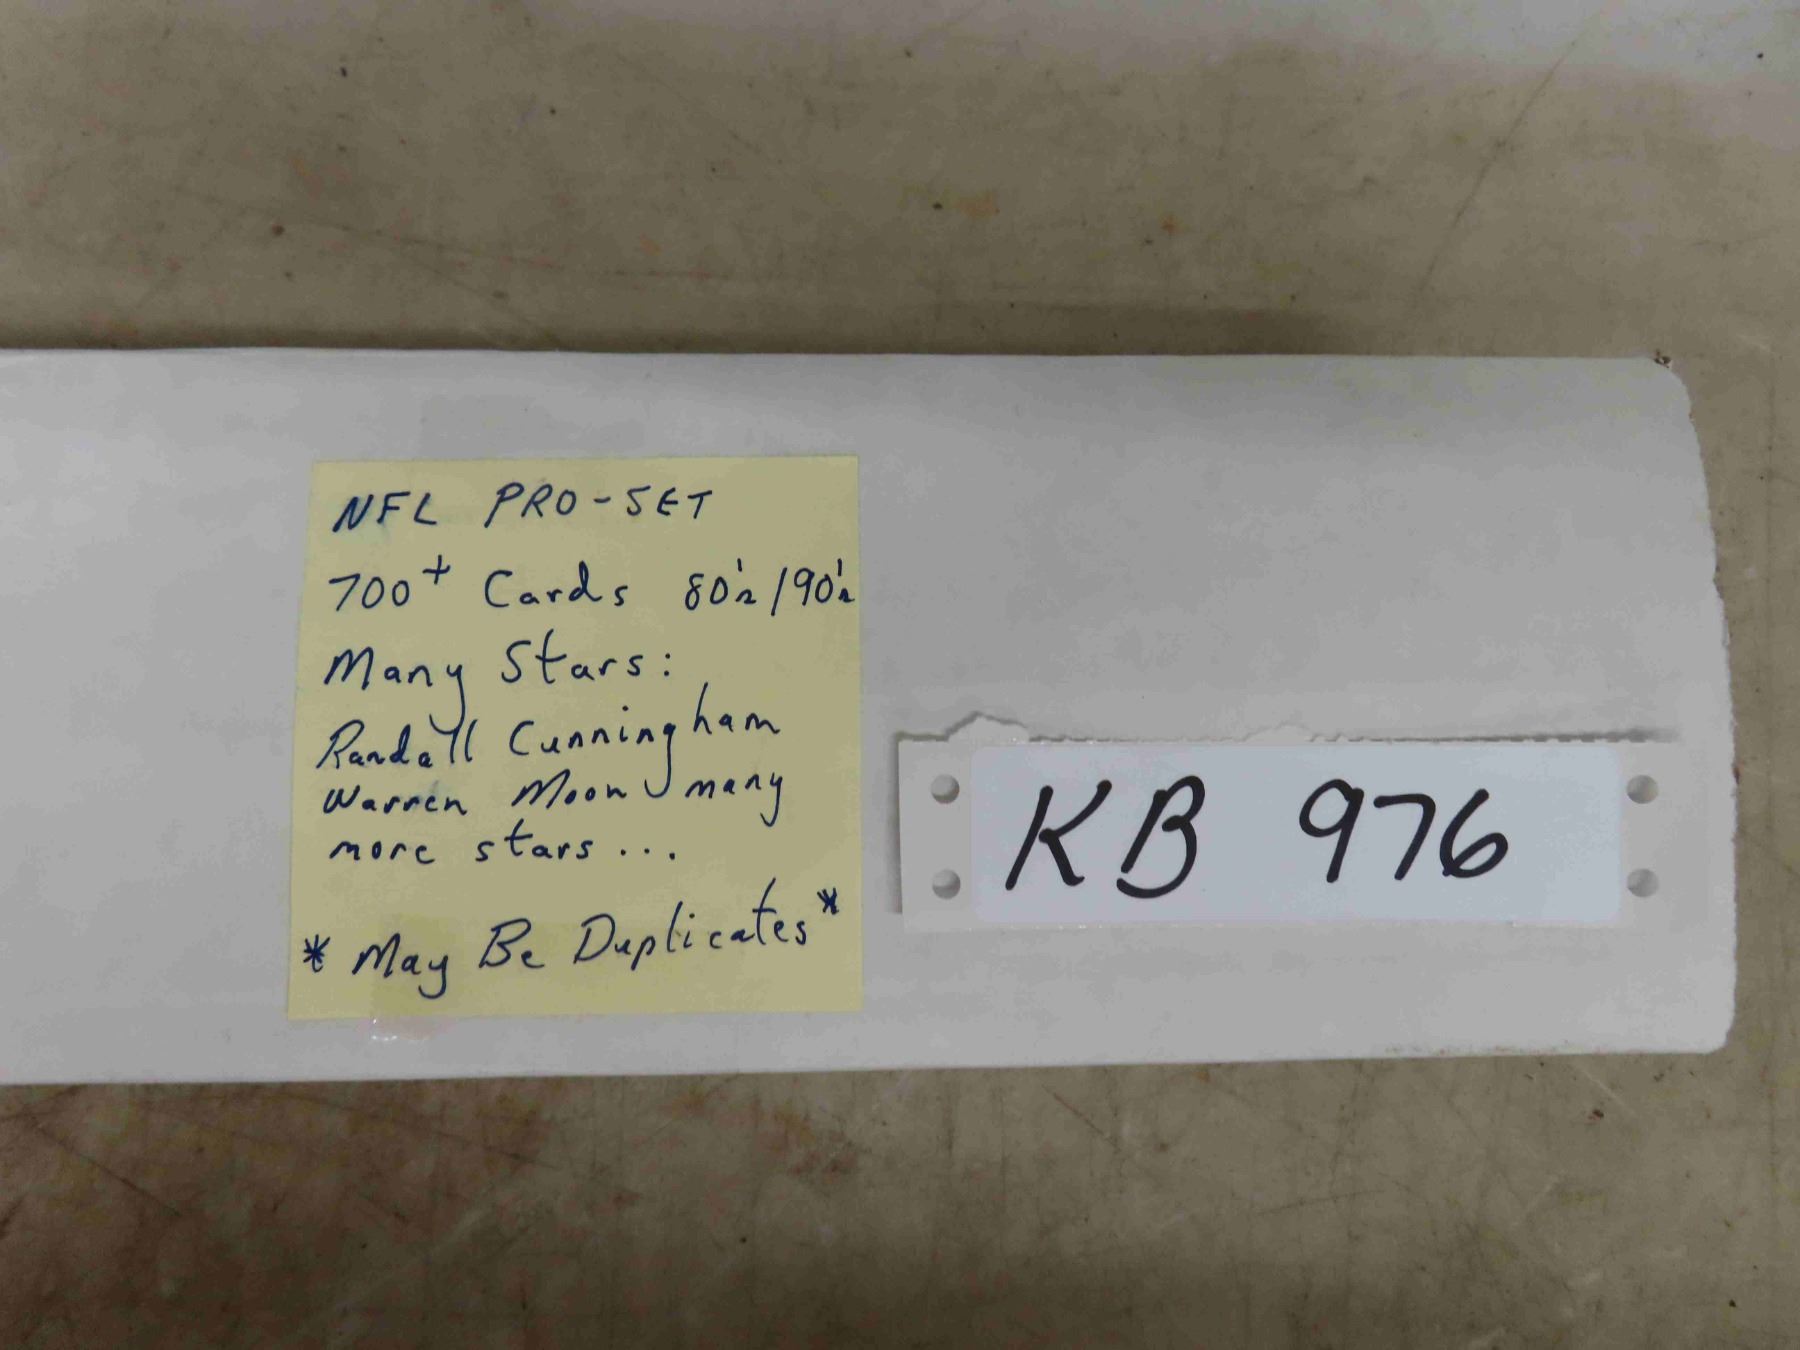 NFL PRO-SET
700+ Cards 80's/90's
Many Stars:
Randall Cunningham
Warren Moon many
more stars...
* May Be Duplicates *
KB 976